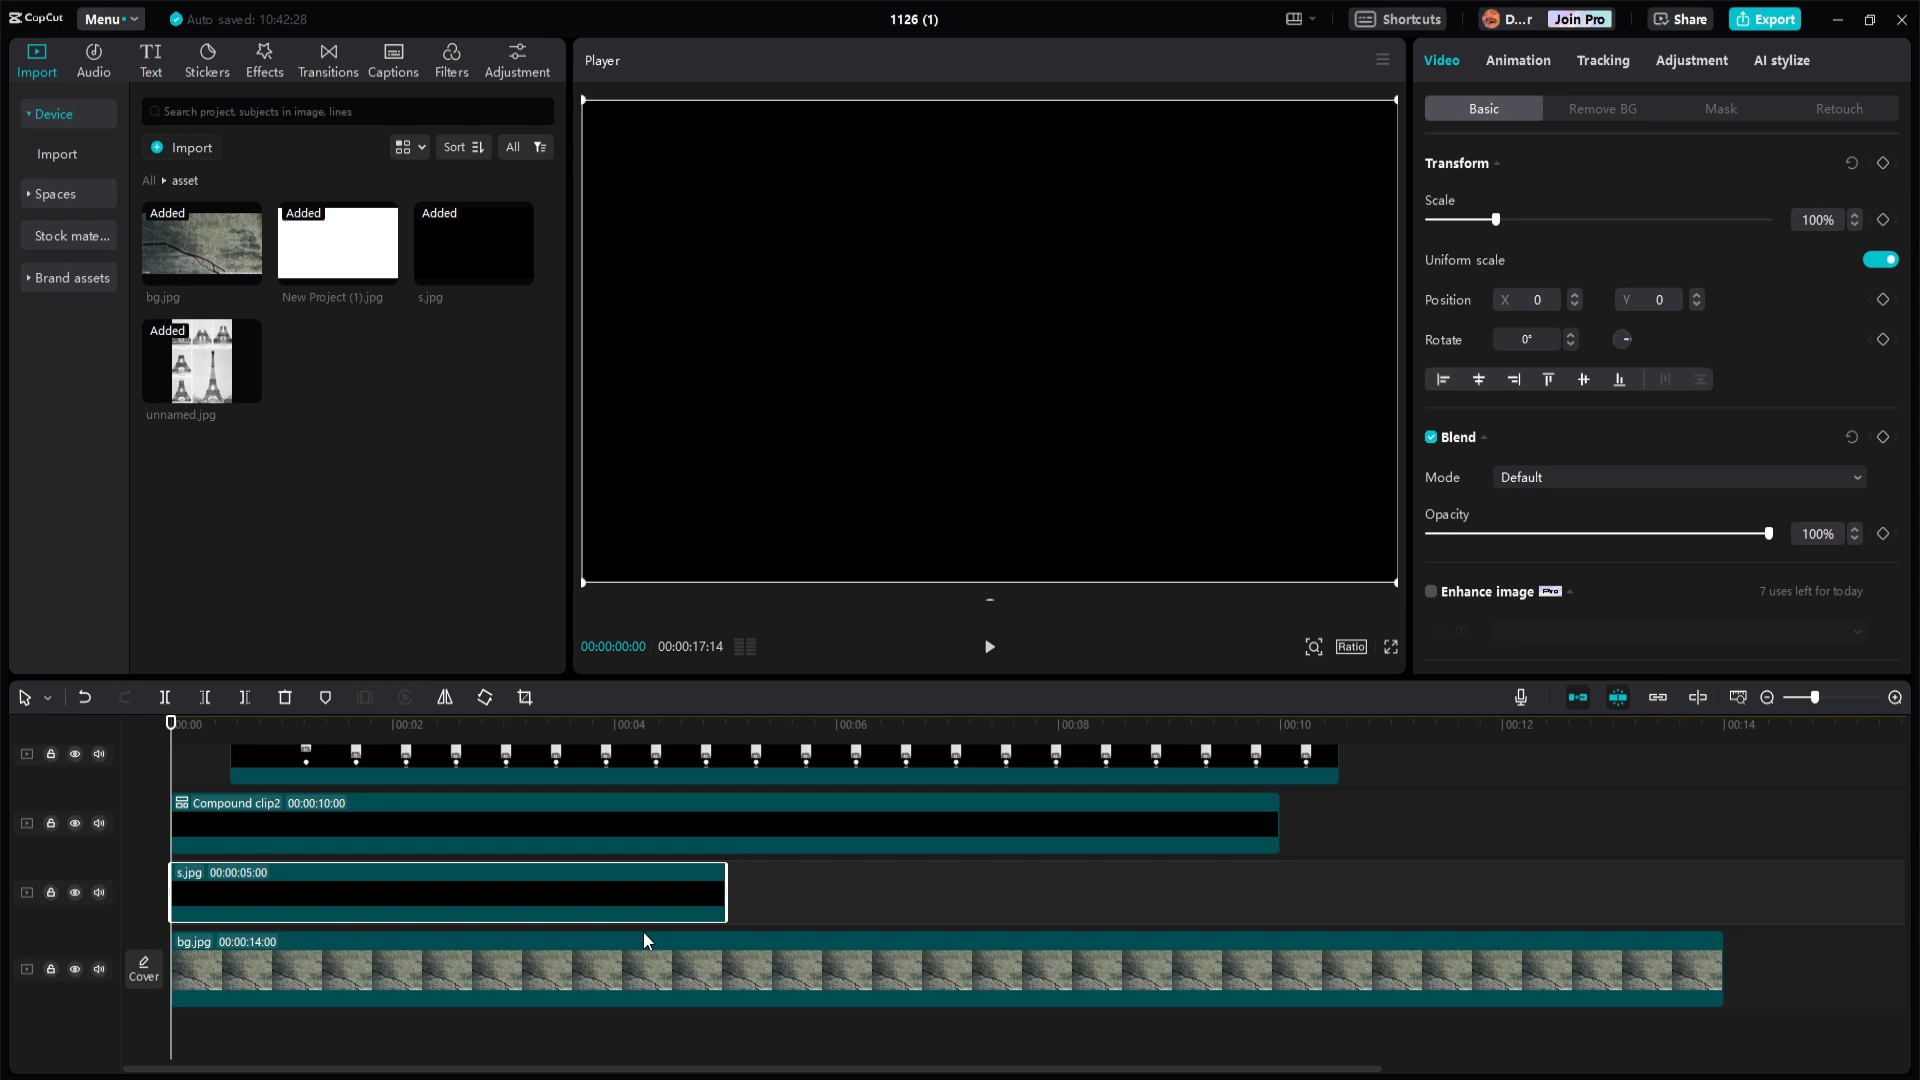 CapCut
Menu
Auto saved: 10:42:28
1126 (1)
Shortcuts
D...r
Join Pro
Share
Export
Import
Audio
TI
Text
Stickers
Effects
Transitions
Captions
Filters
Adjustment
Device
Import
Spaces
Stock mate...
Brand assets
Search project, subjects in image, lines
Import
Sort
All
All
asset
Added
bg.jpg
Added
New Project (1).jpg
Added
s.jpg
Added
unnamed.jpg
Player
00:00:00:00
00:00:17:14
Ratio
Video
Animation
Tracking
Adjustment
AI stylize
Basic
Remove BG
Mask
Retouch
Transform
Scale
100%
Uniform scale
Position
X 0
Y 0
Rotate
0°
Blend
Mode
Default
Opacity
100%
Enhance image
Pro
7 uses left for today
00:00
00:02
00:04
00:06
00:08
00:10
00:12
00:14
Compound clip2 00:00:10:00
s.jpg 00:00:05:00
bg.jpg 00:00:14:00
Cover